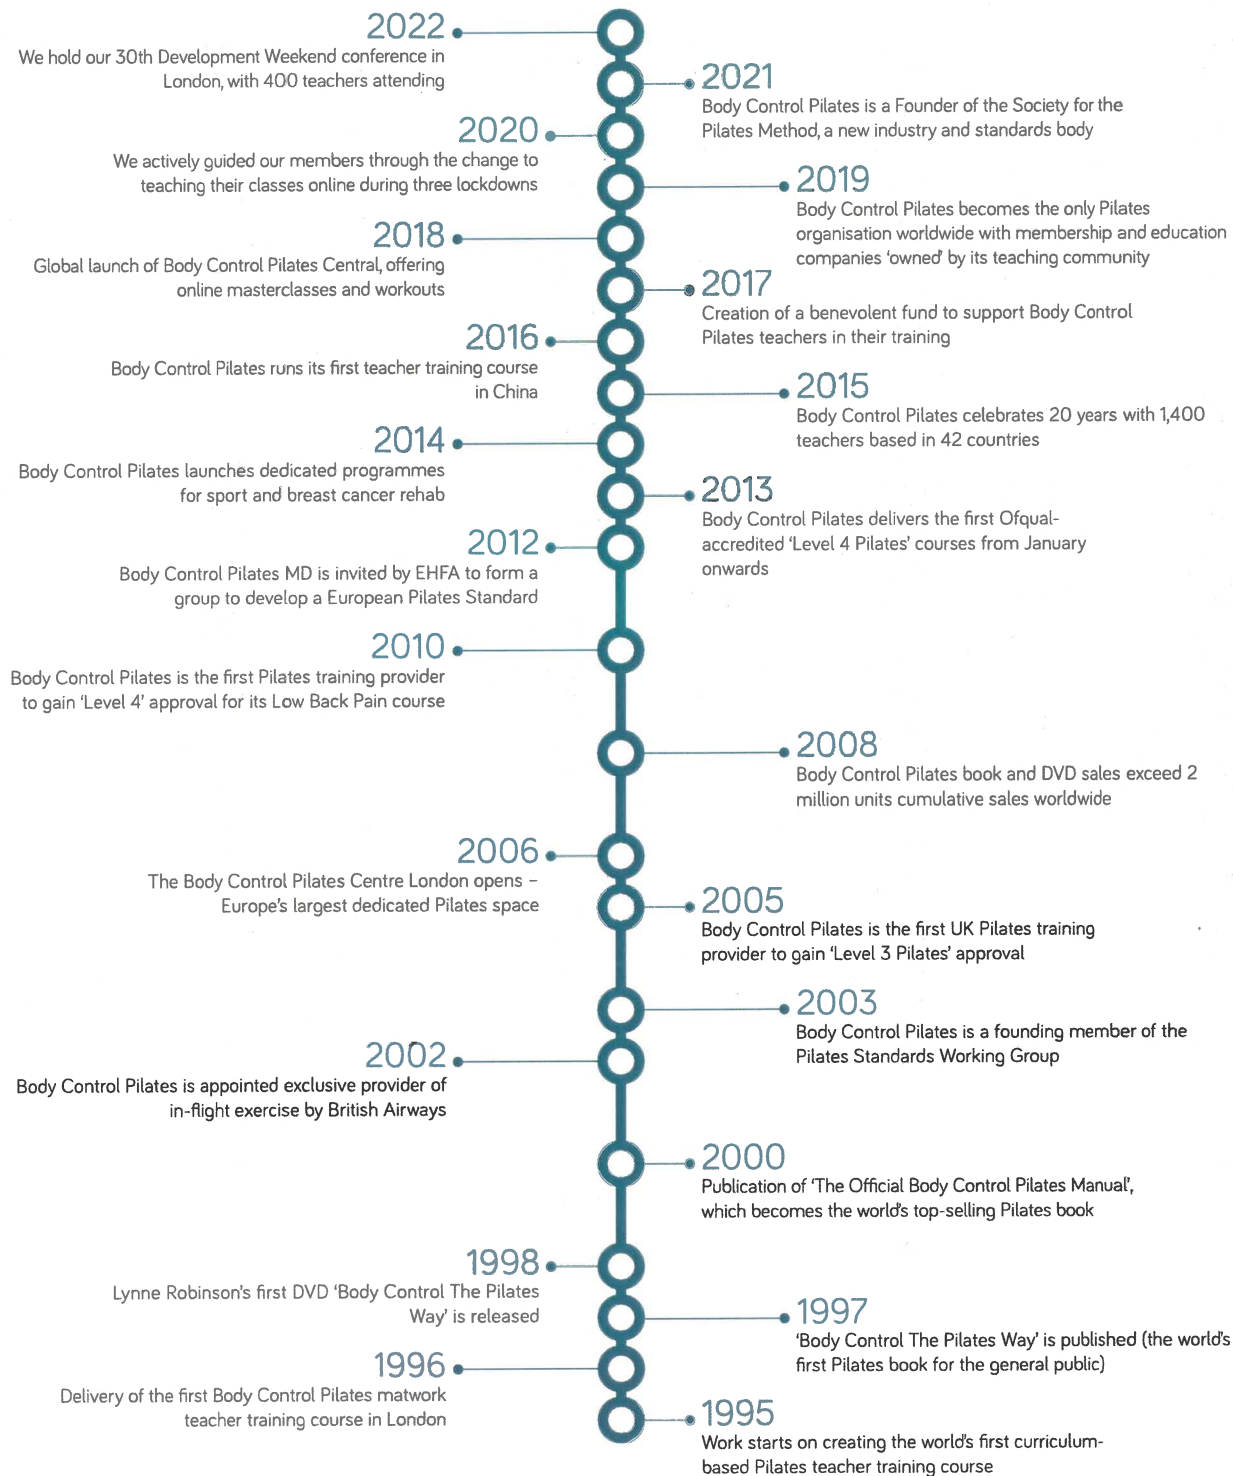 2022
We hold our 30th Development Weekend conference in
London, with 400 teachers attending
2021
Body Control Pilates is a Founder of the Society for the
Pilates Method, a new industry and standards body
2020
We actively guided our members through the change to
teaching their classes online during three lockdowns
2019
Body Control Pilates becomes the only Pilates
organisation worldwide with membership and education
companies ‘owned’ by its teaching community
2018
Global launch of Body Control Pilates Central, offering
online masterclasses and workouts
2017
Creation of a benevolent fund to support Body Control
Pilates teachers in their training
2016
Body Control Pilates runs its first teacher training course
in China
2015
Body Control Pilates celebrates 20 years with 1,400
teachers based in 42 countries
2014
Body Control Pilates launches dedicated programmes
for sport and breast cancer rehab
2013
Body Control Pilates delivers the first Ofqual-
accredited ‘Level 4 Pilates’ courses from January
onwards
2012
Body Control Pilates MD is invited by EHFA to form a
group to develop a European Pilates Standard
2010
Body Control Pilates is the first Pilates training provider
to gain ‘Level 4’ approval for its Low Back Pain course
2008
Body Control Pilates book and DVD sales exceed 2
million units cumulative sales worldwide
2006
The Body Control Pilates Centre London opens –
Europe’s largest dedicated Pilates space
2005
Body Control Pilates is the first UK Pilates training
provider to gain ‘Level 3 Pilates’ approval
2003
Body Control Pilates is a founding member of the
Pilates Standards Working Group
2002
Body Control Pilates is appointed exclusive provider of
in-flight exercise by British Airways
2000
Publication of ‘The Official Body Control Pilates Manual’,
which becomes the world’s top-selling Pilates book
1998
Lynne Robinson’s first DVD ‘Body Control The Pilates
Way’ is released
1997
‘Body Control The Pilates Way’ is published (the world’s
first Pilates book for the general public)
1996
Delivery of the first Body Control Pilates matwork
teacher training course in London
1995
Work starts on creating the world’s first curriculum-
based Pilates teacher training course